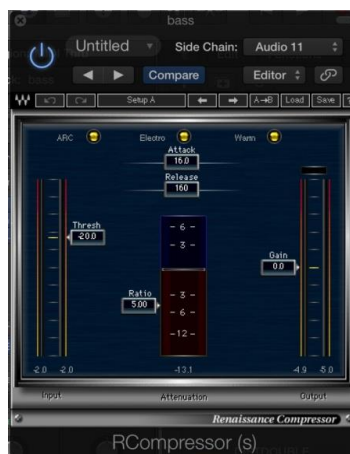 bass
Untitled Side Chain: Audio 11
Compare Editor
Setup A A→B Load Save ?
ARC Electro Warm
Attack
16.0
Release
160
- 6 -
- 3 -
Thresh
-20.0
Gain
0.0
Ratio
5.00
- 3 -
- 6 -
-12-
-2.0 -2.0 -13.1 -4.9 -5.0
Input Attenuation Output
Renaissance Compressor
RCompressor (s)